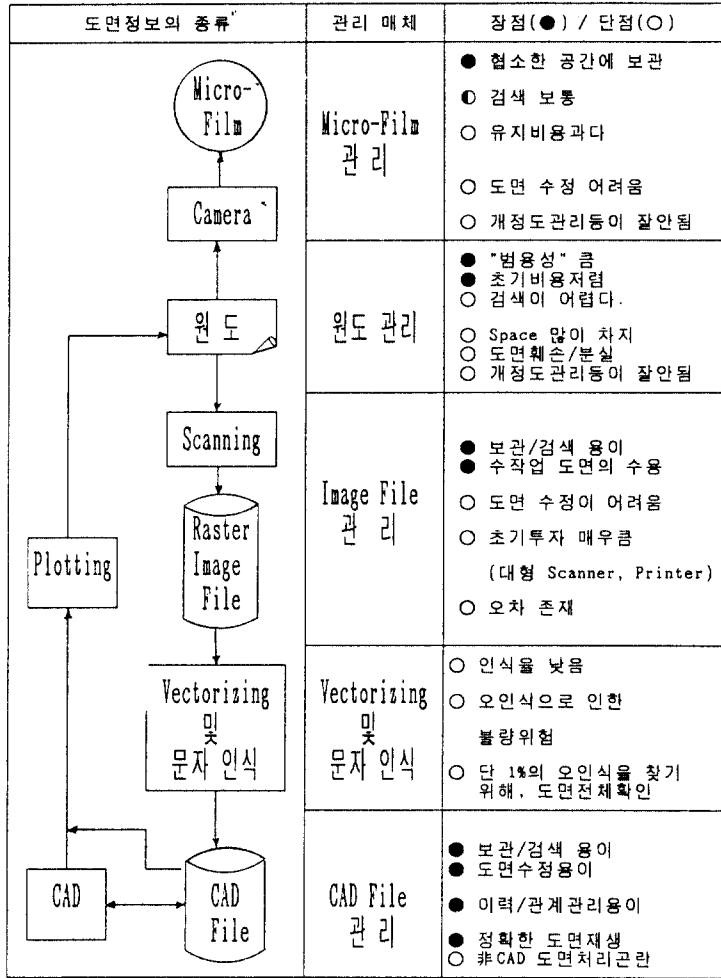 도면정보의 종류
관리 매체
장점(●) / 단점(○)
Micro-
Film
Camera
원 도
Scanning
Raster
Image
File
Plotting
Vectorizing
및
문자 인식
CAD
CAD
File
Micro-Film
관 리
● 협소한 공간에 보관
◐ 검색 보통
○ 유지비용과다
○ 도면 수정 어려움
○ 개정도관리등이 잘안됨
원도 관리
● "범용성" 큼
● 초기비용저렴
○ 검색이 어렵다.
○ Space 많이 차지
○ 도면훼손/분실
○ 개정도관리등이 잘안됨
Image File
관 리
● 보관/검색 용이
● 수작업 도면의 수용
○ 도면 수정이 어려움
○ 초기투자 매우큼
(대형 Scanner, Printer)
○ 오차 존재
Vectorizing
및
문자 인식
○ 인식율 낮음
○ 오인식으로 인한
불량위험
○ 단 1%의 오인식을 찾기
위해, 도면전체확인
CAD File
관 리
● 보관/검색 용이
● 도면수정용이
● 이력/관계관리용이
● 정확한 도면재생
○ 非CAD 도면처리곤란